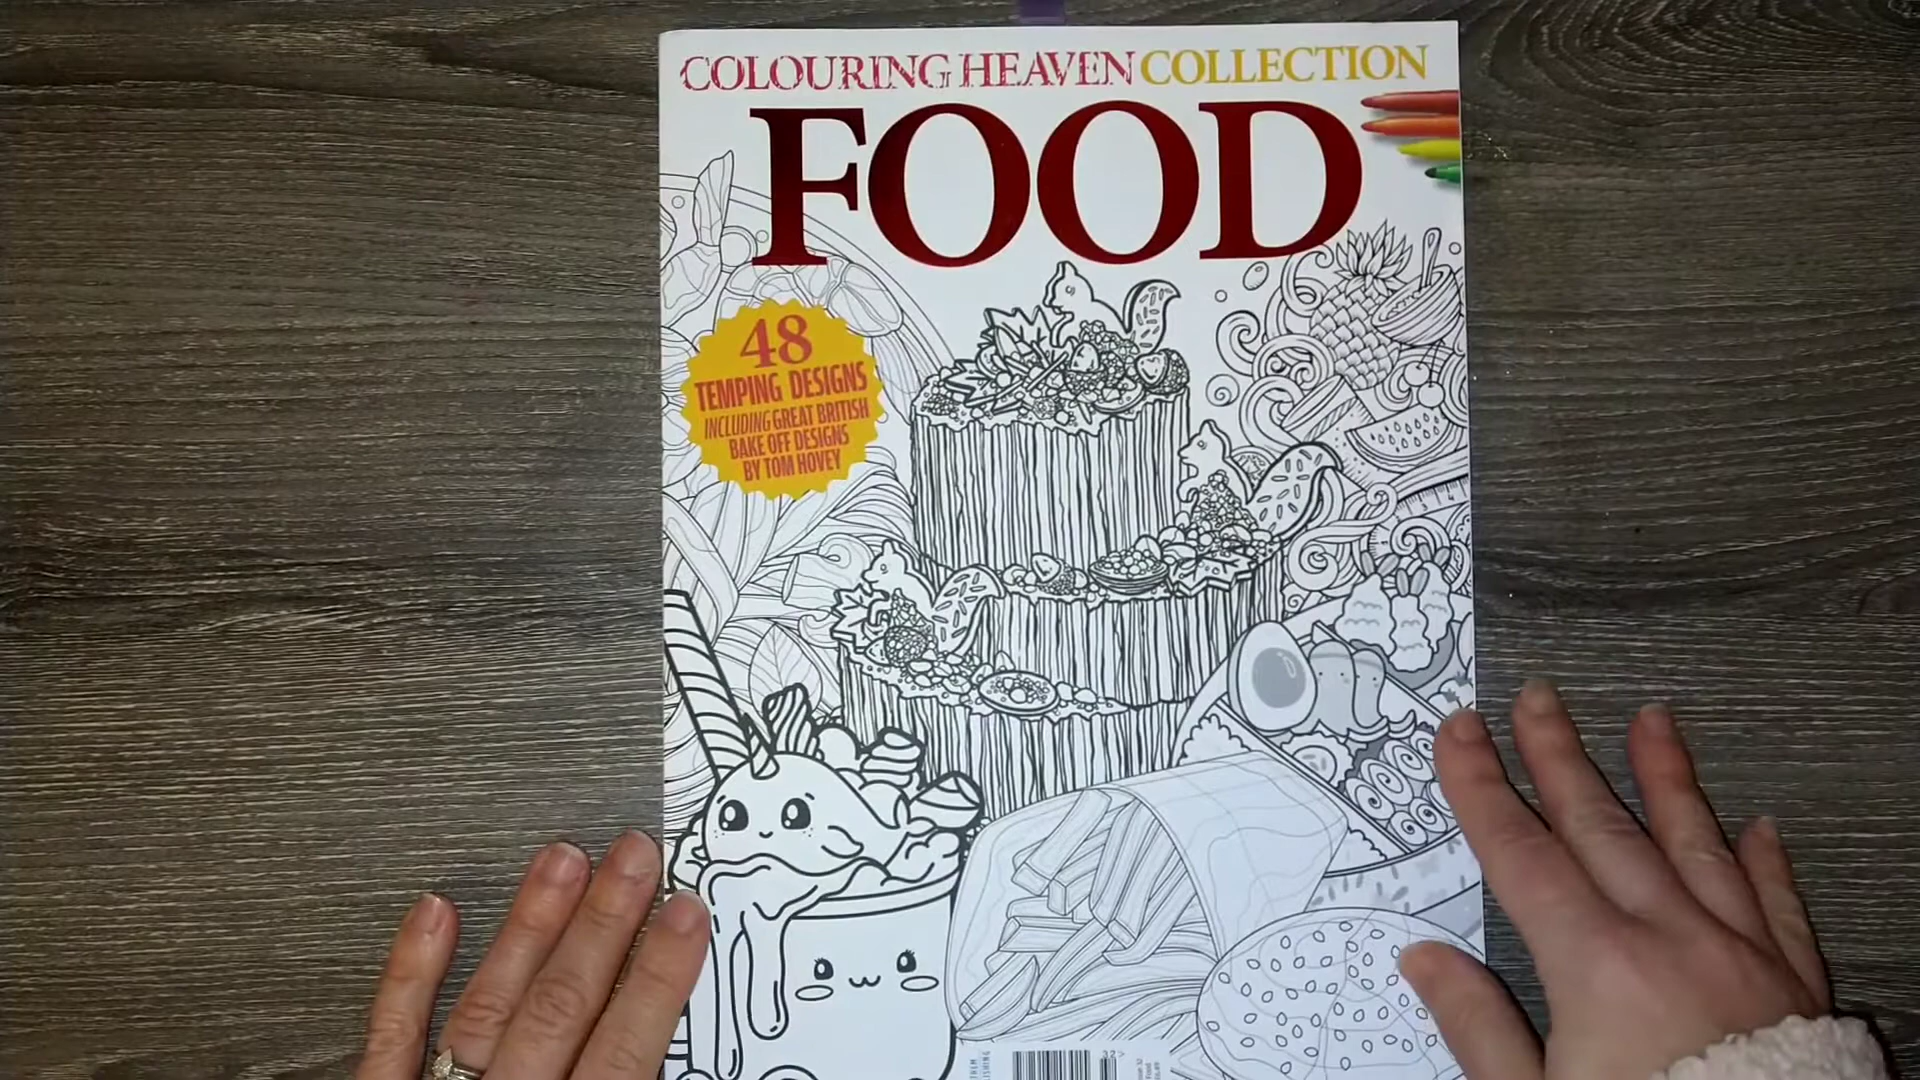 COLOURING HEAVEN COLLECTION
FOOD
48
TEMPING DESIGNS
INCLUDING GREAT BRITISH
BAKE OFF DESIGNS
BY TOM HOVEY